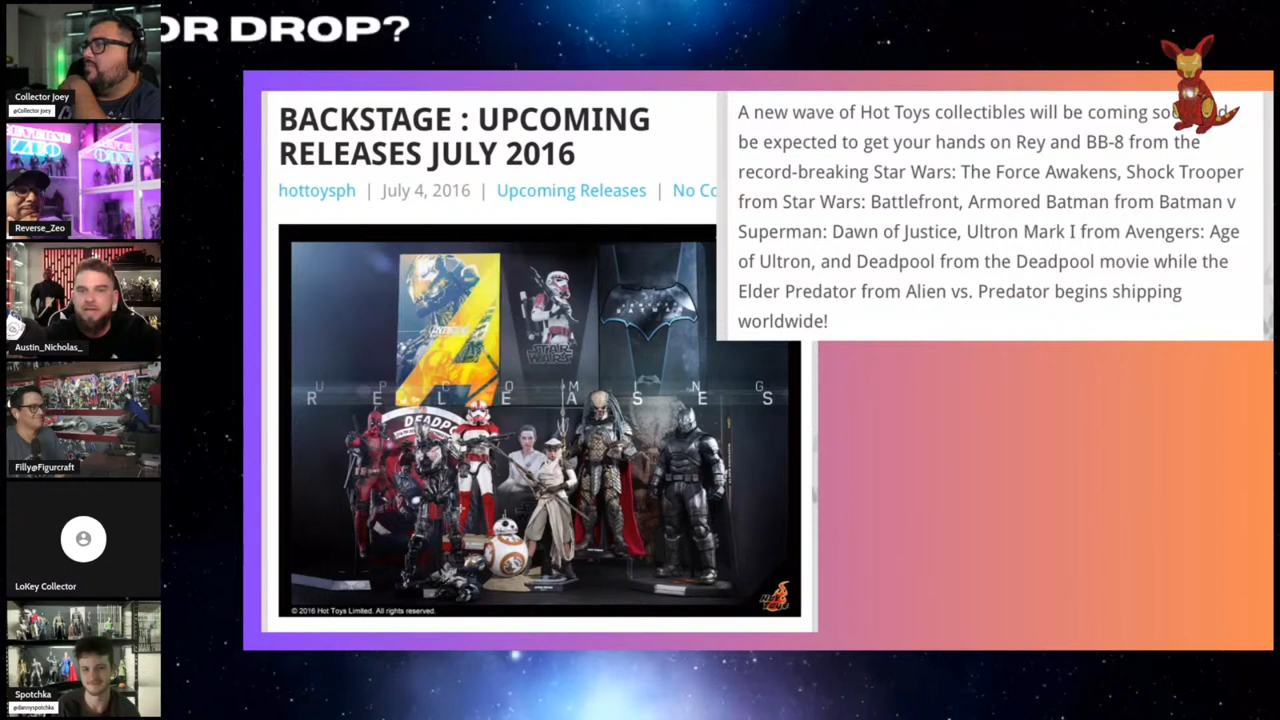 OR DROP?
Collector Joey
@Collector Joey
Reverse_Zeo
Austin_Nicholas_
Filly@Figurcraft
LoKey Collector
Spotchka
@dannyspotchka
BACKSTAGE : UPCOMING
RELEASES JULY 2016
hottoysph | July 4, 2016 | Upcoming Releases | No Co
A new wave of Hot Toys collectibles will be coming
be expected to get your hands on Rey and BB-8 from the
record-breaking Star Wars: The Force Awakens, Shock Trooper
from Star Wars: Battlefront, Armored Batman from Batman v
Superman: Dawn of Justice, Ultron Mark I from Avengers: Age
of Ultron, and Deadpool from the Deadpool movie while the
Elder Predator from Alien vs. Predator begins shipping
worldwide!
STAR
WARS
UPCOMING
RELEASES
DEADPO
© 2016 Hot Toys Limited. All rights reserved.
HOT
TOYS